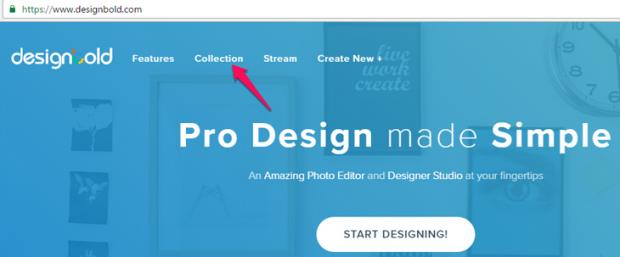 https://www.designbold.com
designbold
Features Collection Stream Create New +
live
work
create
Pro Design made Simple
An Amazing Photo Editor and Designer Studio at your fingertips
START DESIGNING!